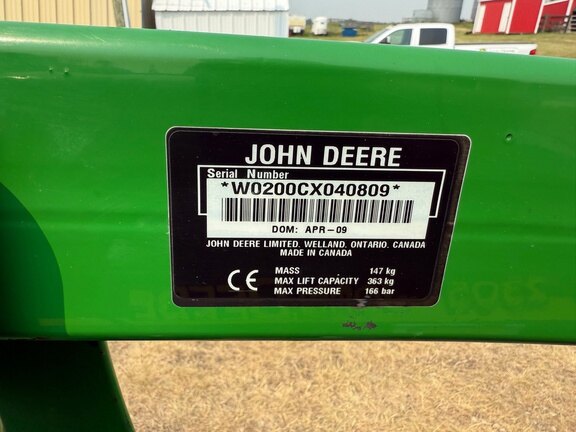 JOHN DEERE
Serial Number
*W0200CX040809*
DOM: APR-09
JOHN DEERE LIMITED. WELLAND. ONTARIO. CANADA
MADE IN CANADA
CE
MASS 147 kg
MAX LIFT CAPACITY 363 kg
MAX PRESSURE 166 bar